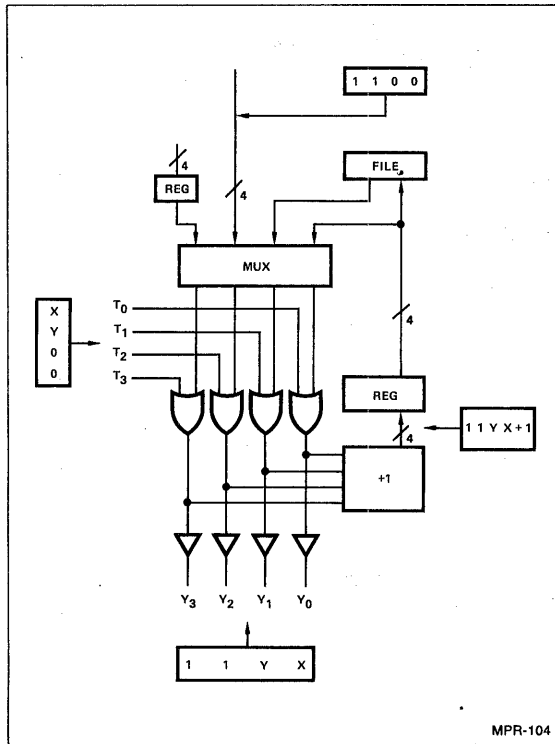 1 1 0 0
4
REG
4
FILE
MUX
X
Y
0
0
T0
T1
T2
T3
4
REG
4
1 1 Y X + 1
+1
Y3 Y2 Y1 Y0
1 1 Y X
MPR-104